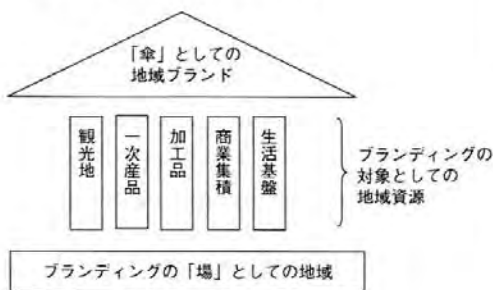 「傘」としての
地域ブランド
観光地
一次産品
加工品
商業集積
生活基盤
ブランディングの
対象としての
地域資源
ブランディングの「場」としての地域